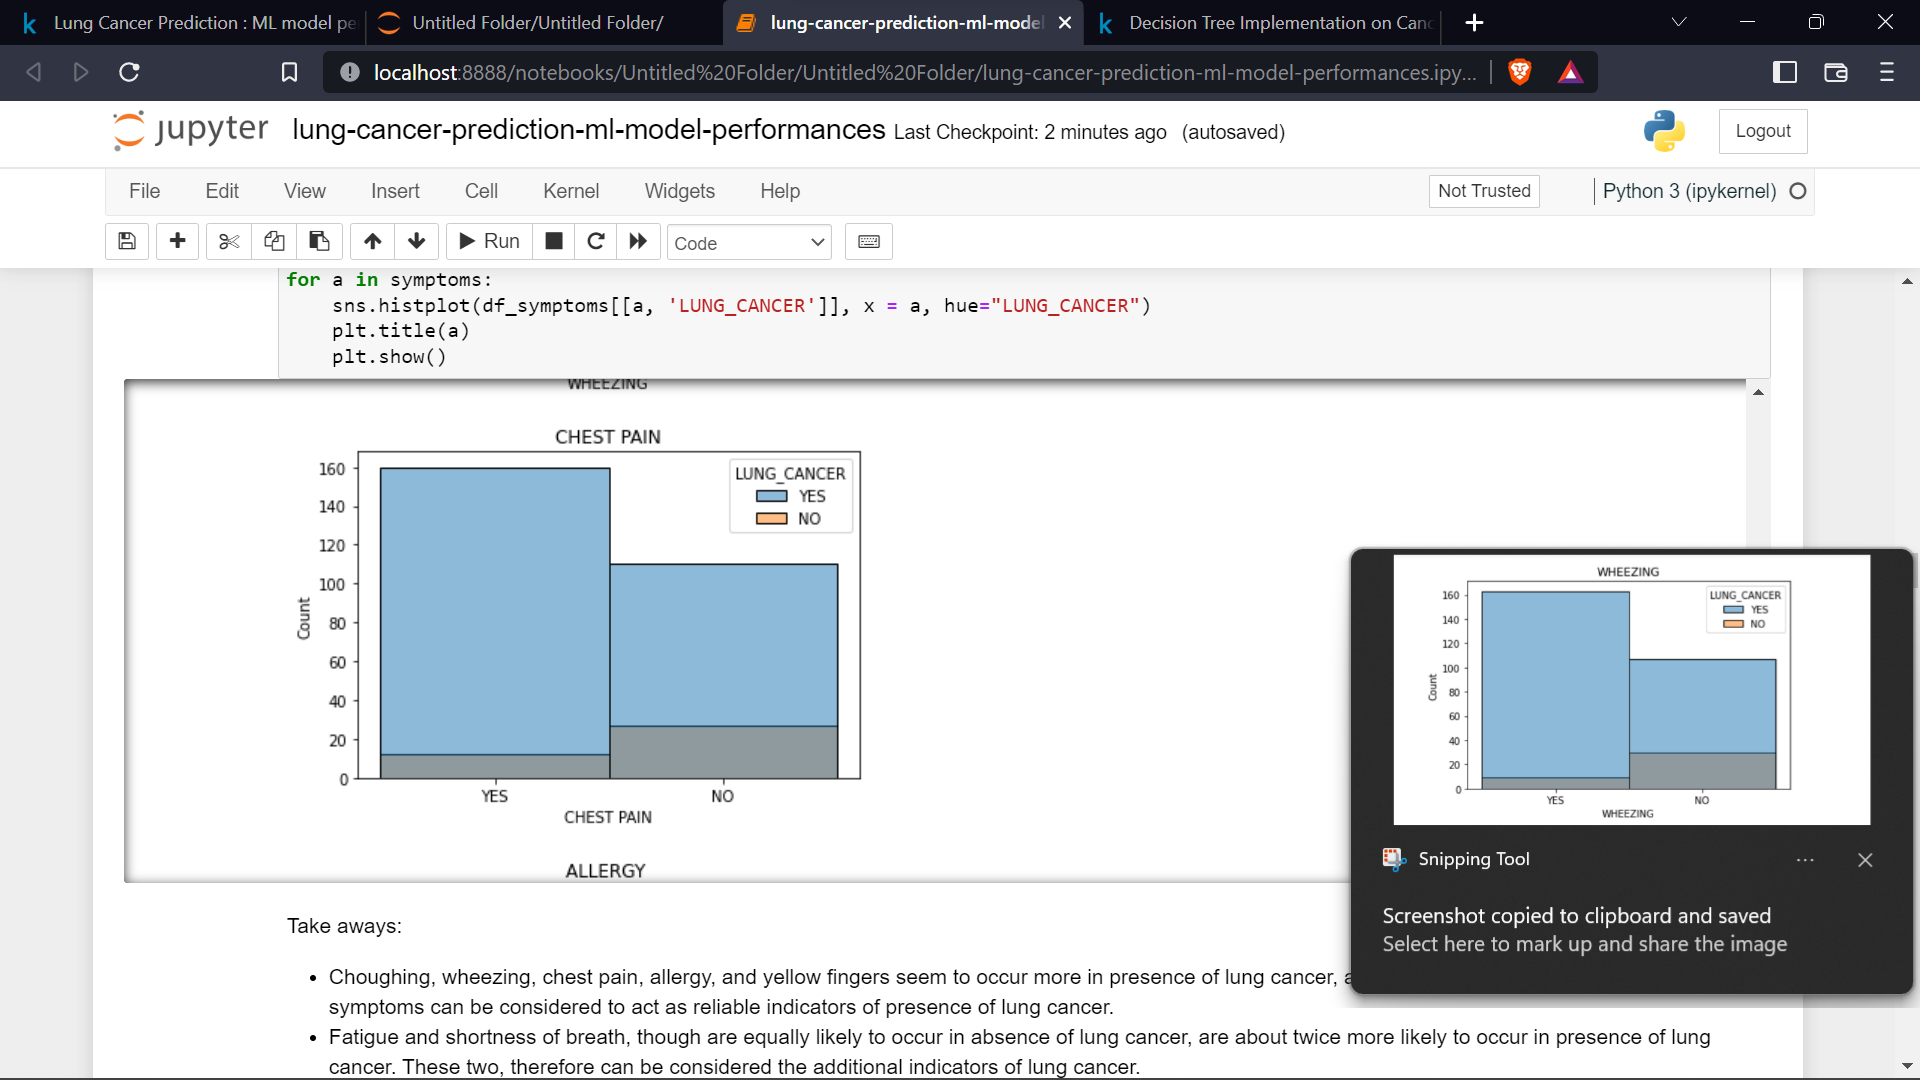 Lung Cancer Prediction : ML model pe
Untitled Folder/Untitled Folder/
lung-cancer-prediction-ml-mode
Decision Tree Implementation on Canc
localhost:8888/notebooks/Untitled%20Folder/Untitled%20Folder/lung-cancer-prediction-ml-model-performances.ipy...
jupyter
lung-cancer-prediction-ml-model-performances Last Checkpoint: 2 minutes ago (autosaved)
Logout
File Edit View Insert Cell Kernel Widgets Help
Not Trusted
Python 3 (ipykernel)
Run
Code
for a in symptoms:
    sns.histplot(df_symptoms[[a, 'LUNG_CANCER']], x = a, hue="LUNG_CANCER")
    plt.title(a)
    plt.show()
WHEEZING
CHEST PAIN
LUNG_CANCER
YES
NO
160
140
120
100
80
60
40
20
0
Count
YES NO
CHEST PAIN
ALLERGY
WHEEZING
LUNG_CANCER
YES
NO
160
140
120
100
80
60
40
20
0
Count
YES NO
WHEEZING
Snipping Tool
Screenshot copied to clipboard and saved
Select here to mark up and share the image
Take aways:
• Choughing, wheezing, chest pain, allergy, and yellow fingers seem to occur more in presence of lung cancer,
symptoms can be considered to act as reliable indicators of presence of lung cancer.
• Fatigue and shortness of breath, though are equally likely to occur in absence of lung cancer, are about twice more likely to occur in presence of lung
cancer. These two, therefore can be considered the additional indicators of lung cancer.